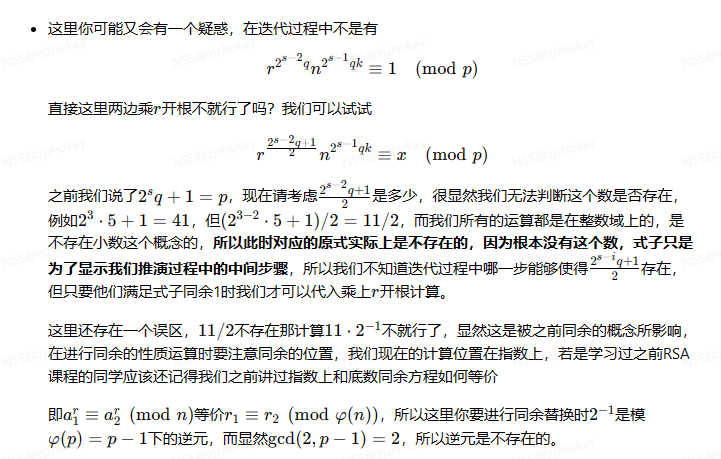 这里你可能又会有一个疑惑，在迭代过程中不是有
$r^{2^{s-2}q}n^{2^{s-1}qk} \equiv 1 \pmod p$
直接这里两边乘$r$开根不就行了吗？我们可以试试
$r^{\frac{2^{s-2}q+1}{2}}n^{2^{s-1}qk} \equiv x \pmod p$
之前我们说了$2^sq+1=p$，现在请考虑$\frac{2^{s-2}q+1}{2}$是多少，很显然我们无法判断这个数是否存在，
例如$2^3 \cdot 5+1=41$，但$(2^{3-2} \cdot 5+1)/2=11/2$，而我们所有的运算都是在整数域上的，是
不存在小数这个概念的，所以此时对应的原式实际上是不存在的，因为根本没有这个数，式子只是
为了显示我们推演过程中的中间步骤，所以我们不知道迭代过程中哪一步能够使得$\frac{2^{s-i}q+1}{2}$存在，
但只要他们满足式子同余1时我们才可以代入乘上$r$开根计算。
这里还存在一个误区，$11/2$不存在那计算$11 \cdot 2^{-1}$不就行了，显然这是被之前同余的概念所影响，
在进行同余的性质运算时要注意同余的位置，我们现在的计算位置在指数上，若是学习过之前RSA
课程的同学应该还记得我们之前讲过指数上和底数同余方程如何等价
即$a_1^r \equiv a_2^r \pmod n$等价$r_1 \equiv r_2 \pmod {\varphi(n)}$，所以这里你要进行同余替换时$2^{-1}$是模
$\varphi(p)=p-1$下的逆元，而显然$\gcd(2,p-1)=2$，所以逆元是不存在的。
NSS@zjzhokay